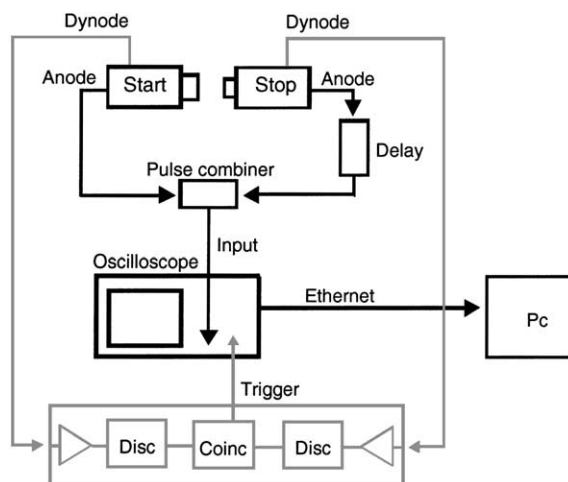 Dynode
Dynode
Anode
Start
Stop
Anode
Delay
Pulse combiner
Input
Oscilloscope
Ethernet
Pc
Trigger
Disc
Coinc
Disc